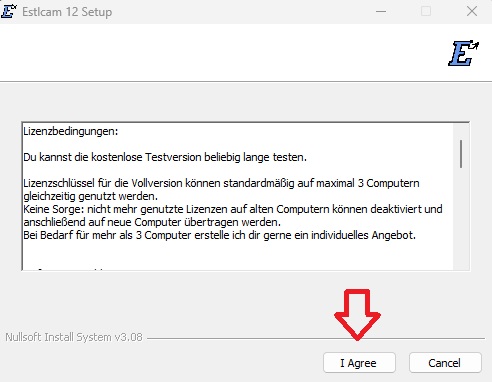 Estlcam 12 Setup
E
Lizenzbedingungen:
Du kannst die kostenlose Testversion beliebig lange testen.
Lizenzschlüssel für die Vollversion können standardmäßig auf maximal 3 Computern
gleichzeitig genutzt werden.
Keine Sorge: nicht mehr genutzte Lizenzen auf alten Computern können deaktiviert und
anschließend auf neue Computer übertragen werden.
Bei Bedarf für mehr als 3 Computer erstelle ich dir gerne ein individuelles Angebot.
Nullsoft Install System v3.08
I Agree
Cancel